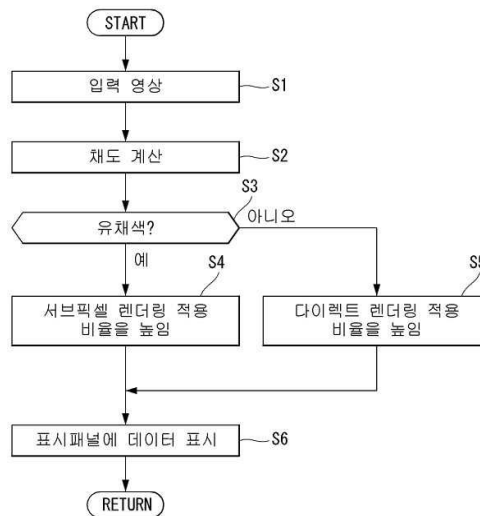 START
입력 영상
S1
채도 계산
S2
유채색?
S3
아니오
예
S4
서브픽셀 렌더링 적용
비율을 높임
S5
다이렉트 렌더링 적용
비율을 높임
표시패널에 데이터 표시
S6
RETURN